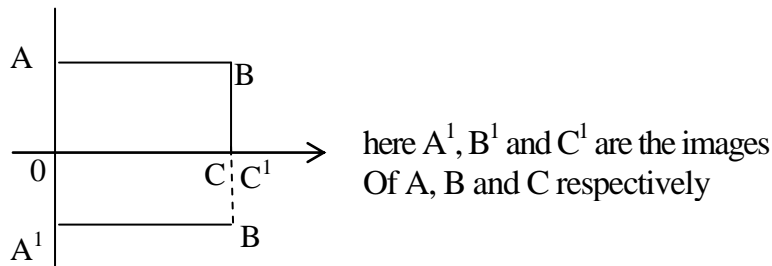 A
B
here A¹, B¹ and C¹ are the images
0
C C¹
Of A, B and C respectively
A¹
B